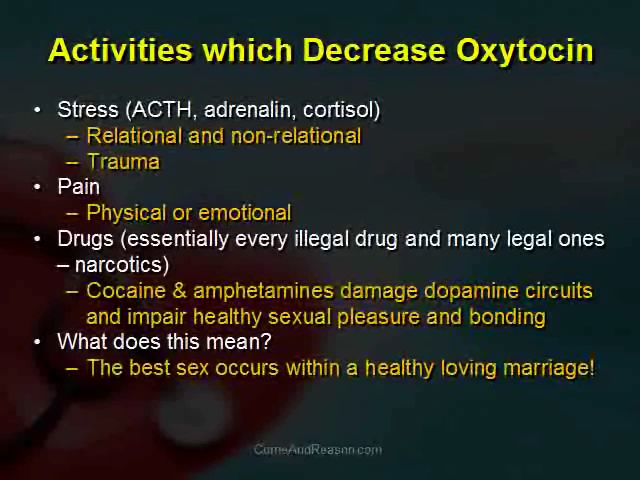 Activities which Decrease Oxytocin
• Stress (ACTH, adrenalin, cortisol)
– Relational and non-relational
– Trauma
• Pain
– Physical or emotional
• Drugs (essentially every illegal drug and many legal ones
– narcotics)
– Cocaine & amphetamines damage dopamine circuits
and impair healthy sexual pleasure and bonding
• What does this mean?
– The best sex occurs within a healthy loving marriage!
ComeAndReason.com